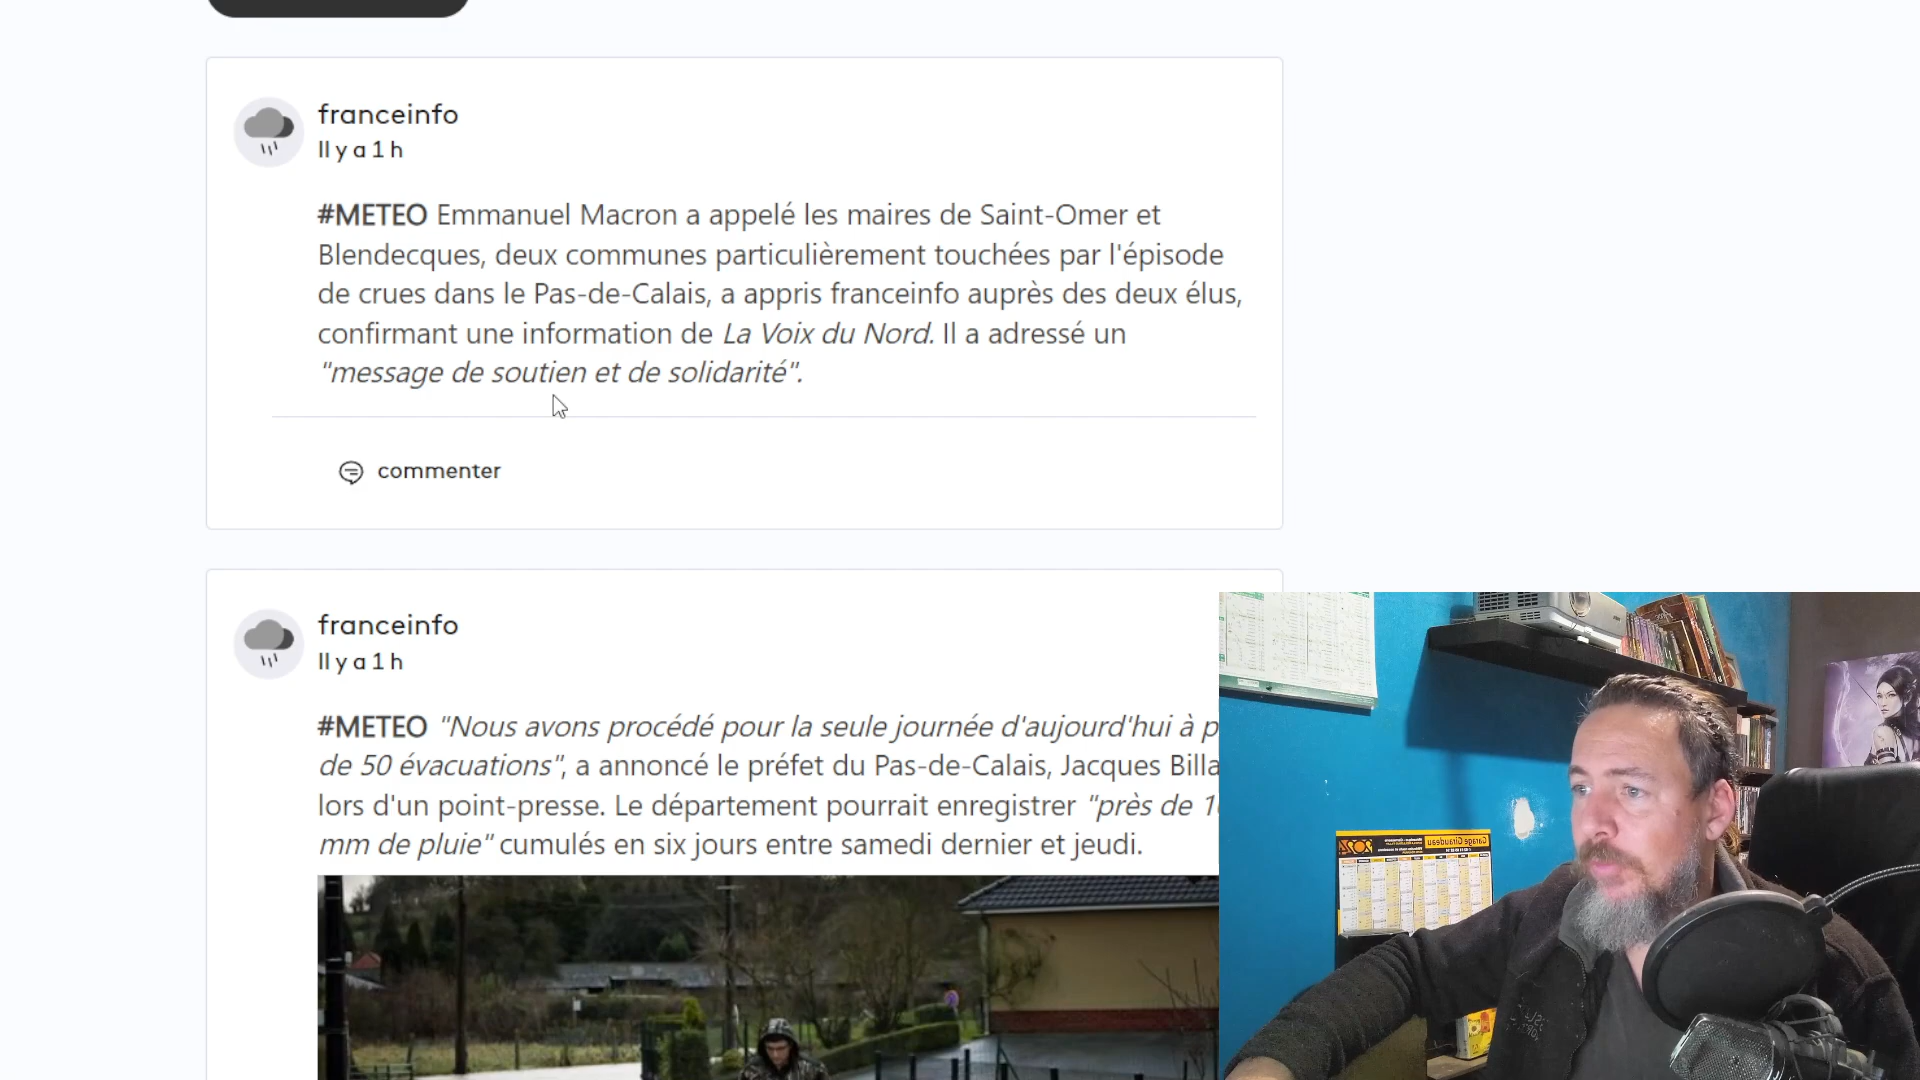 franceinfo
Il y a 1 h
#METEO Emmanuel Macron a appelé les maires de Saint-Omer et
Blendecques, deux communes particulièrement touchées par l'épisode
de crues dans le Pas-de-Calais, a appris franceinfo auprès des deux élus,
confirmant une information de La Voix du Nord. Il a adressé un
"message de soutien et de solidarité".
commenter
franceinfo
Il y a 1 h
#METEO "Nous avons procédé pour la seule journée d'aujourd'hui à
de 50 évacuations", a annoncé le préfet du Pas-de-Calais, Jacques
lors d'un point-presse. Le département pourrait enregistrer "près de
mm de pluie" cumulés en six jours entre samedi dernier et jeudi.